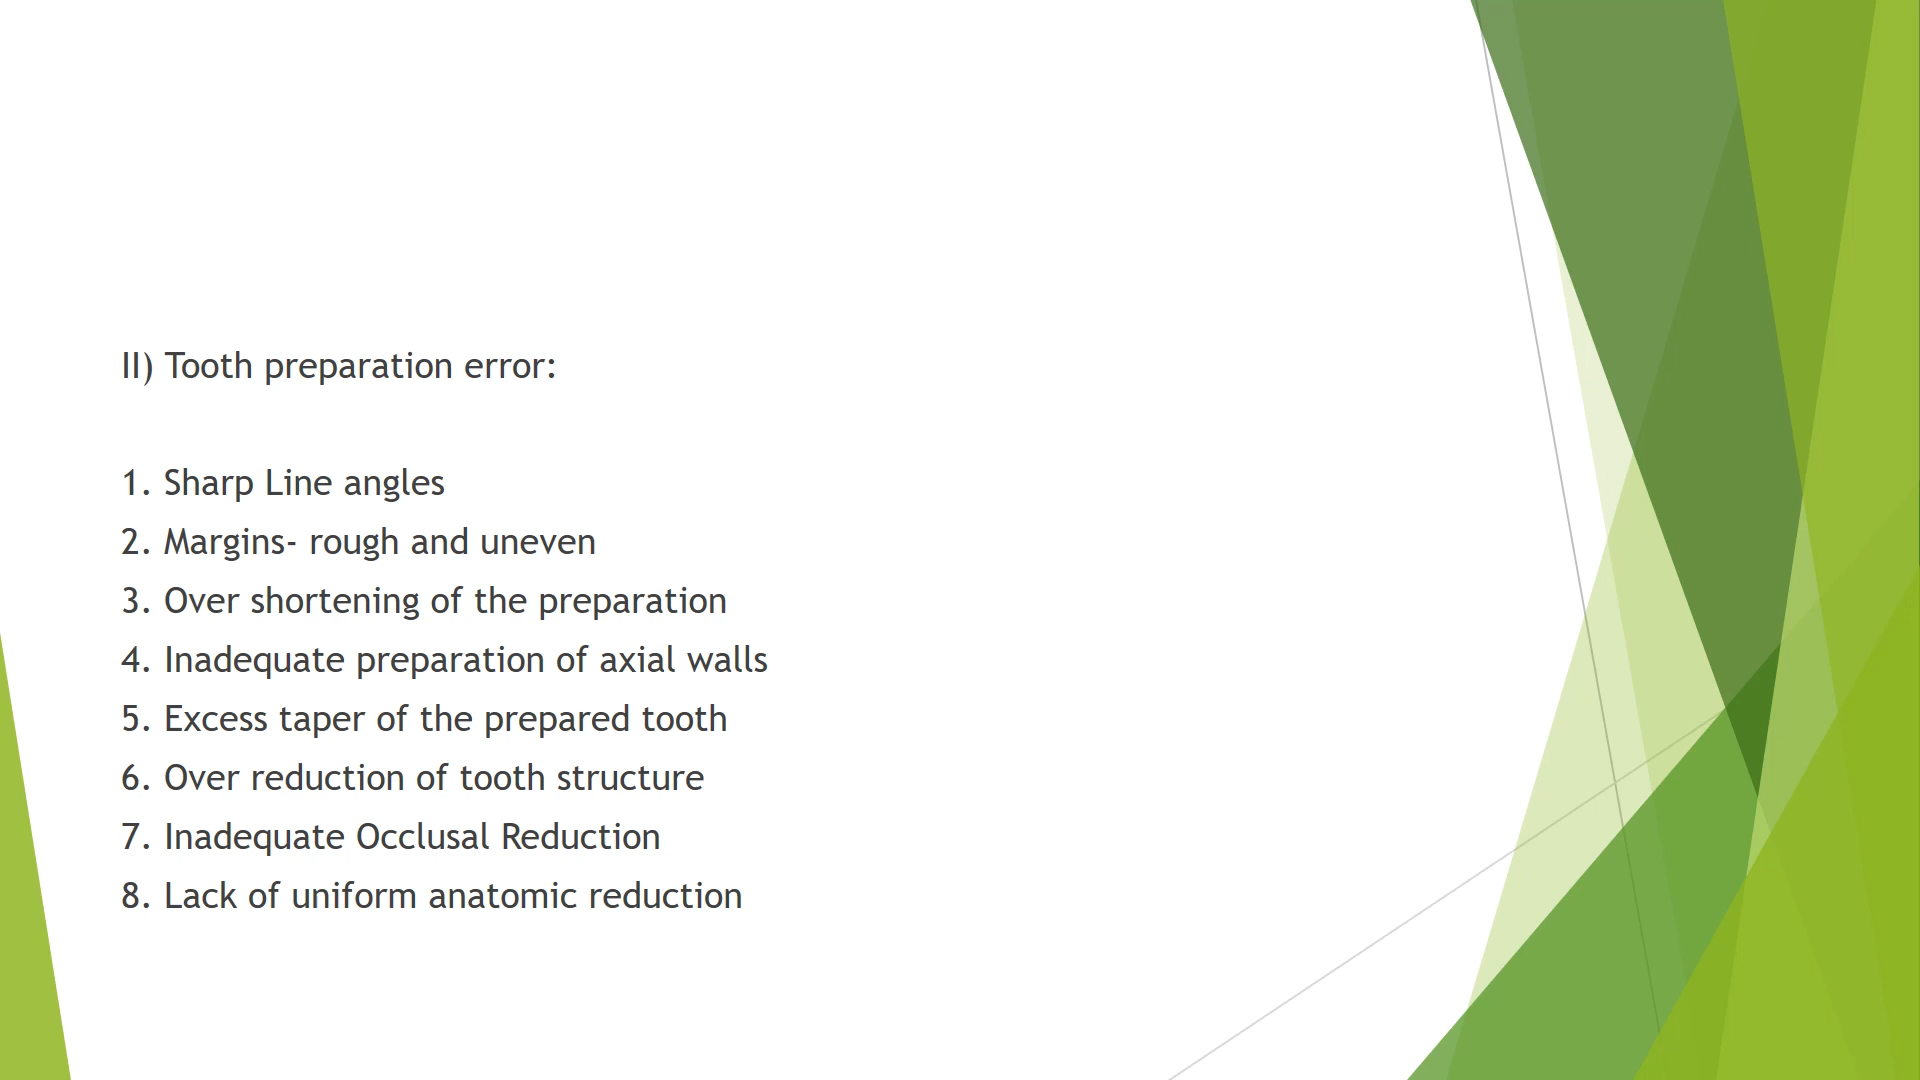 II) Tooth preparation error:
1. Sharp Line angles
2. Margins- rough and uneven
3. Over shortening of the preparation
4. Inadequate preparation of axial walls
5. Excess taper of the prepared tooth
6. Over reduction of tooth structure
7. Inadequate Occlusal Reduction
8. Lack of uniform anatomic reduction